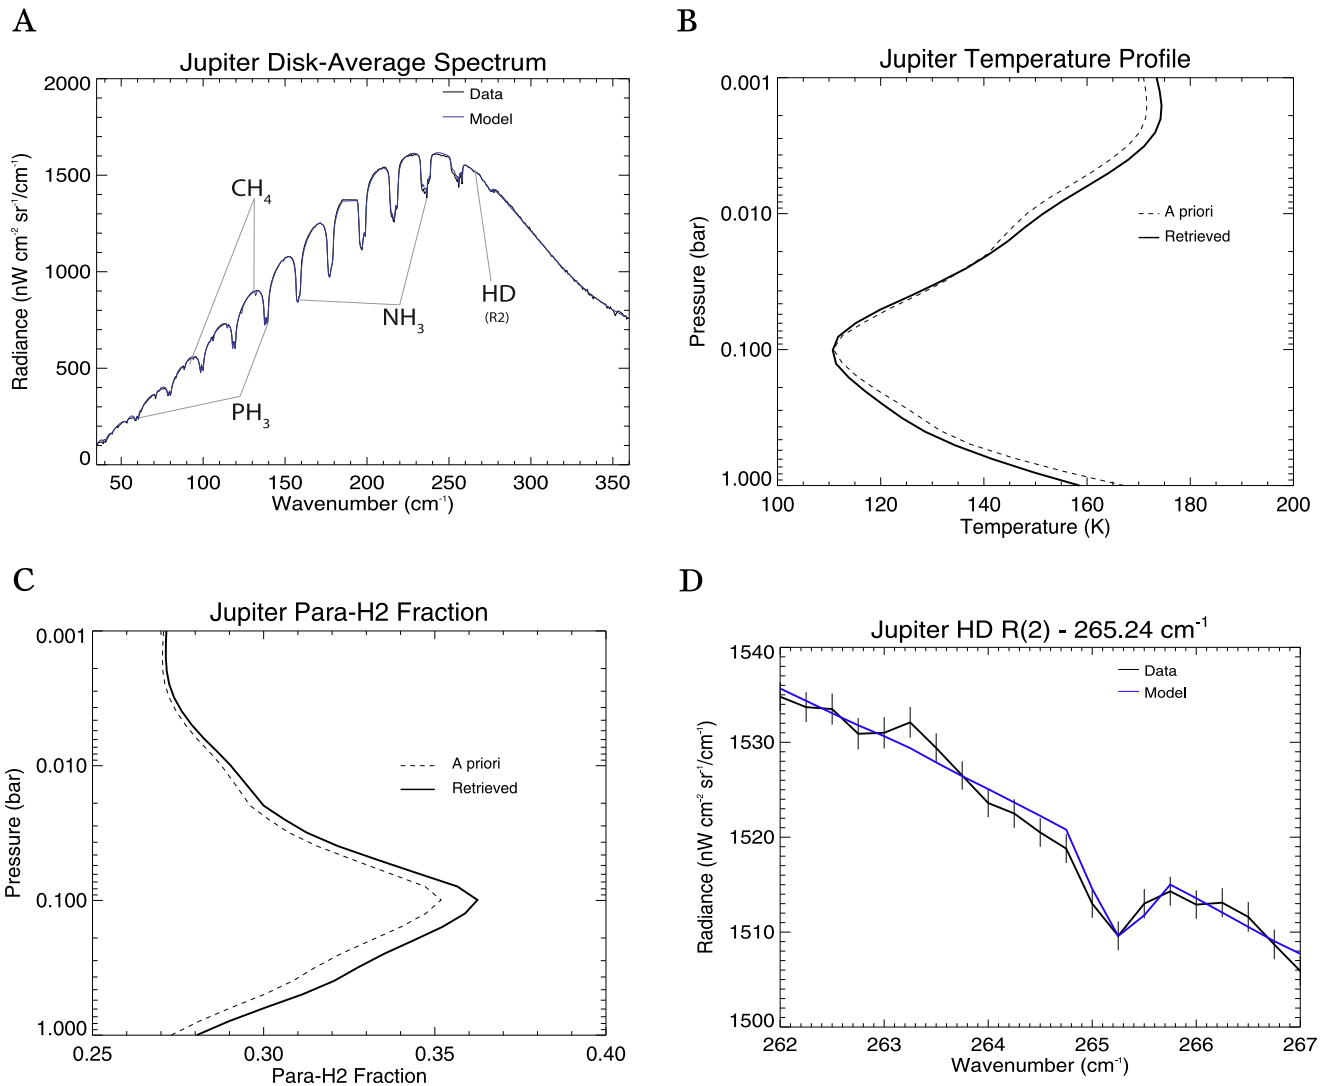 A
Jupiter Disk-Average Spectrum
2000
1500
1000
500
0
Radiance (nW cm⁻² sr⁻¹/cm⁻¹)
Data
Model
CH₄
NH₃
HD
(R2)
PH₃
50 100 150 200 250 300 350
Wavenumber (cm⁻¹)
B
Jupiter Temperature Profile
0.001
0.010
0.100
1.000
Pressure (bar)
A priori
Retrieved
100 120 140 160 180 200
Temperature (K)
C
Jupiter Para-H2 Fraction
0.001
0.010
0.100
1.000
Pressure (bar)
A priori
Retrieved
0.25 0.30 0.35 0.40
Para-H2 Fraction
D
Jupiter HD R(2) - 265.24 cm⁻¹
1540
1530
1520
1510
1500
Radiance (nW cm⁻² sr⁻¹/cm⁻¹)
Data
Model
262 263 264 265 266 267
Wavenumber (cm⁻¹)